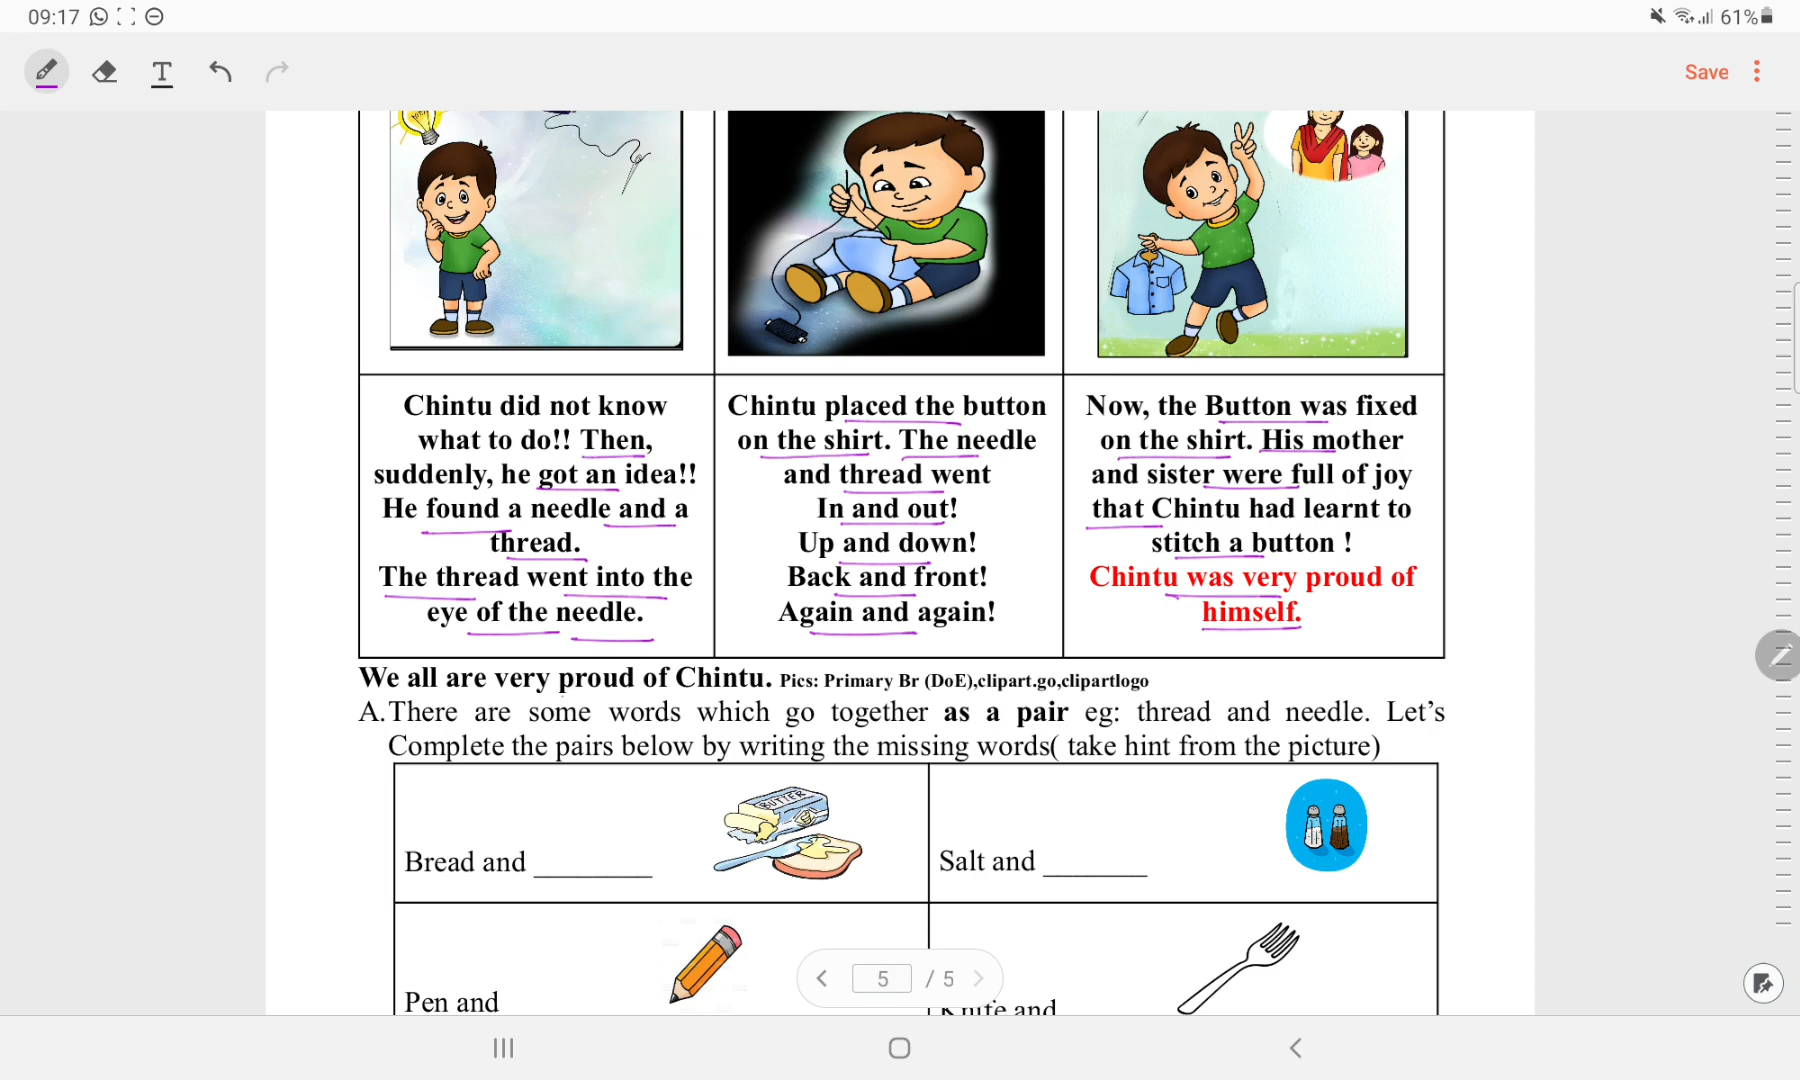 09:17
61%
T
Save
Chintu did not know
what to do!! Then,
suddenly, he got an idea!!
He found a needle and a
thread.
The thread went into the
eye of the needle.
Chintu placed the button
on the shirt. The needle
and thread went
In and out!
Up and down!
Back and front!
Again and again!
Now, the Button was fixed
on the shirt. His mother
and sister were full of joy
that Chintu had learnt to
stitch a button !
Chintu was very proud of
himself.
We all are very proud of Chintu. Pics: Primary Br (DoE),clipart.go,clipartlogo
A.There are some words which go together as a pair eg: thread and needle. Let's
Complete the pairs below by writing the missing words( take hint from the picture)
BUTTER
Bread and ________
Salt and _______
Pen and
Knife and
5 / 5